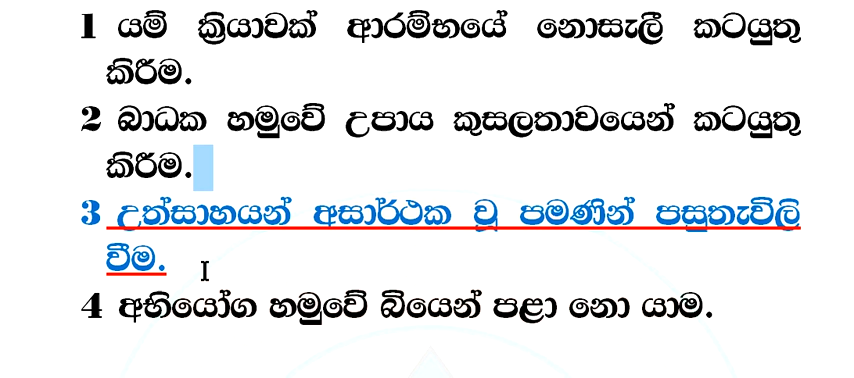 1 යම් ක්‍රියාවක් ආරම්භයේ නොසැලී කටයුතු
කිරීම.
2 බාධක හමුවේ උපාය කුසලතාවයෙන් කටයුතු
කිරීම.
3 උත්සාහයන් අසාර්ථක වූ පමණින් පසුතැවිලි
වීම.
4 අභියෝග හමුවේ බියෙන් පළා නො යාම.